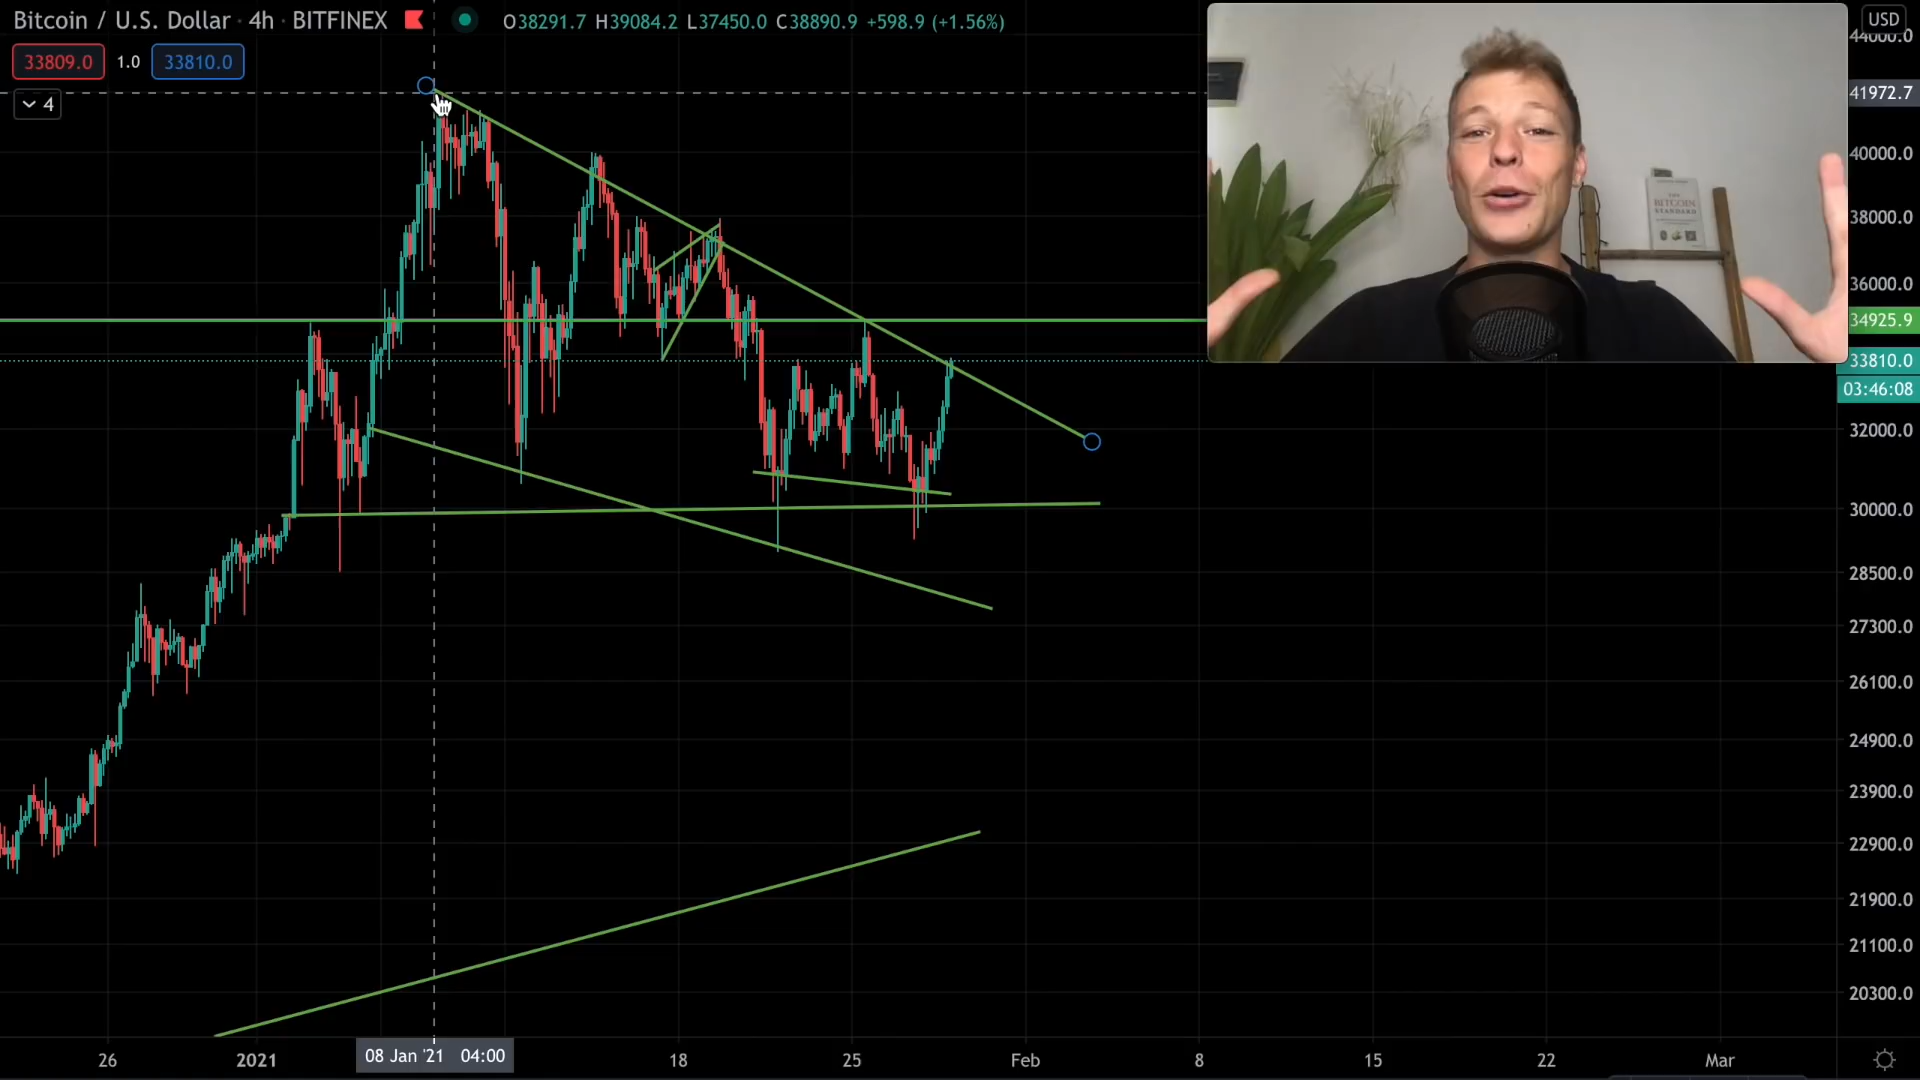 Bitcoin / U.S. Dollar · 4h · BITFINEX
O38291.7 H39084.2 L37450.0 C38890.9 +598.9 (+1.56%)
33809.0 1.0 33810.0
4
THE
BITCOIN
STANDARD
USD
44000.0
41972.7
40000.0
38000.0
36000.0
34925.9
33810.0
03:46:08
32000.0
30000.0
28500.0
27300.0
26100.0
24900.0
23900.0
22900.0
21900.0
21100.0
20300.0
26 2021 08 Jan '21 04:00 18 25 Feb 8 15 22 Mar